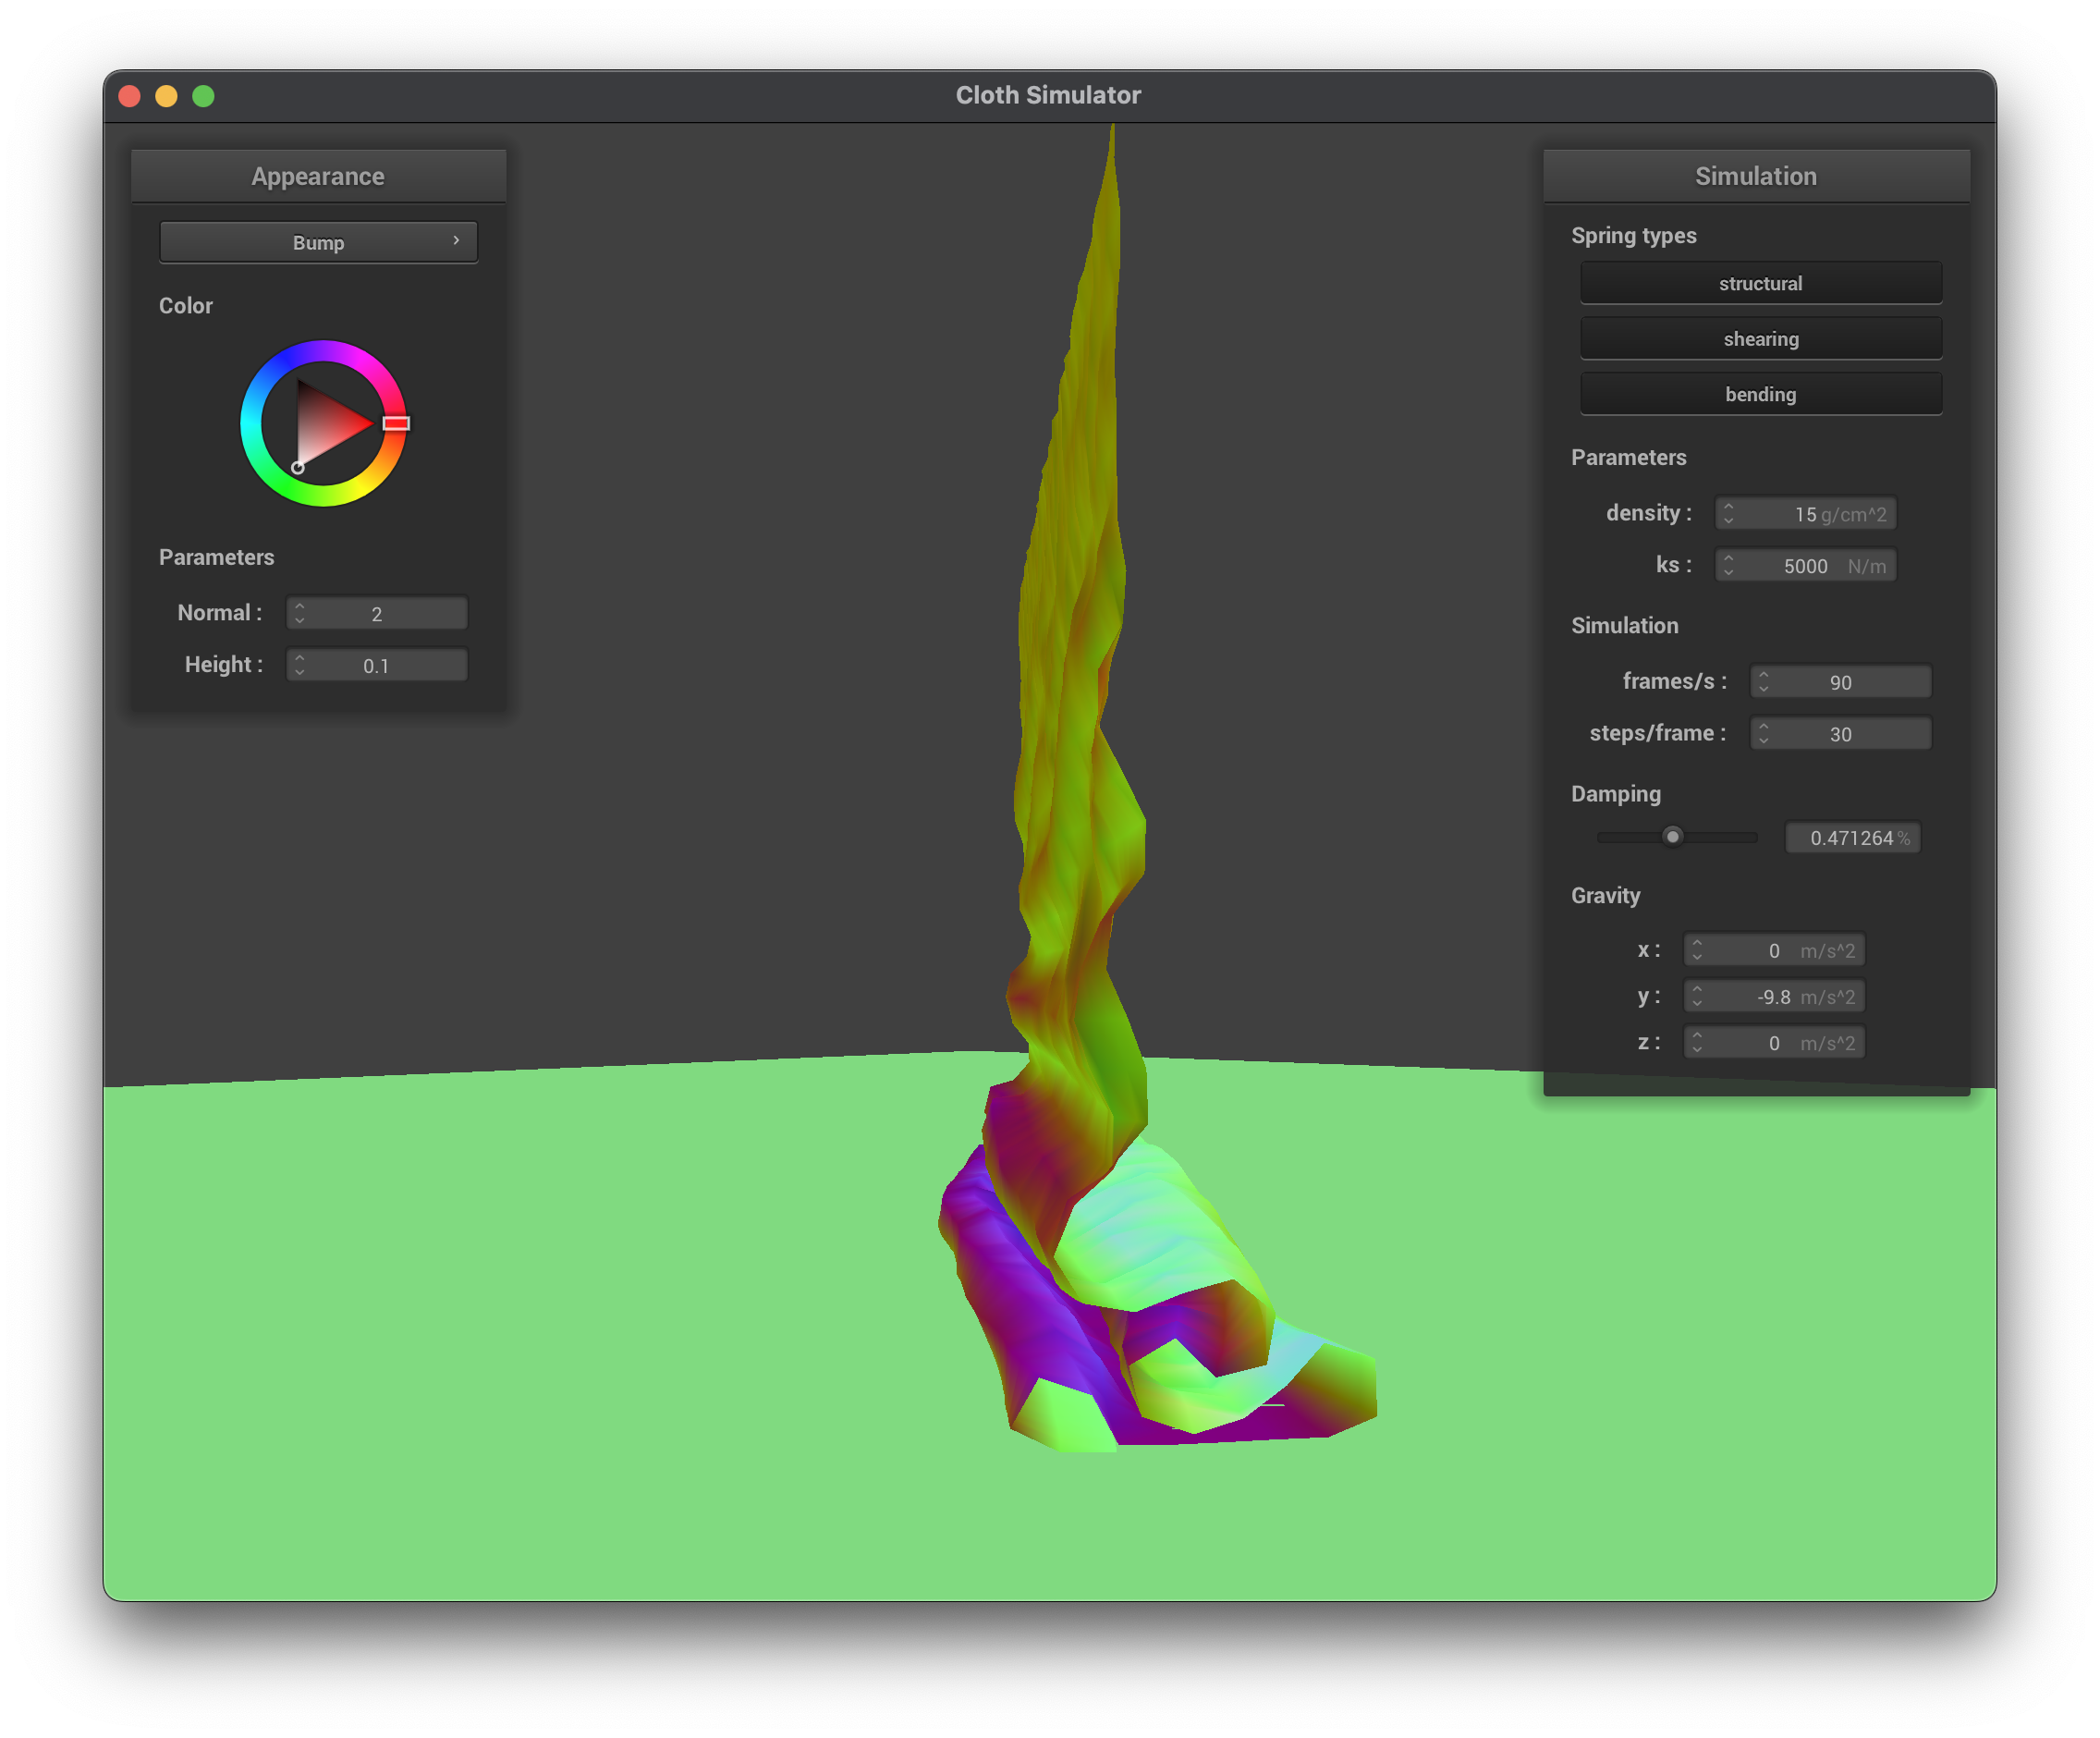 Cloth Simulator
Appearance
Bump
Color
Parameters
Normal : 2
Height : 0.1
Simulation
Spring types
structural
shearing
bending
Parameters
density : 15 g/cm^2
ks : 5000 N/m
Simulation
frames/s : 90
steps/frame : 30
Damping
0.471264 %
Gravity
x : 0 m/s^2
y : -9.8 m/s^2
z : 0 m/s^2